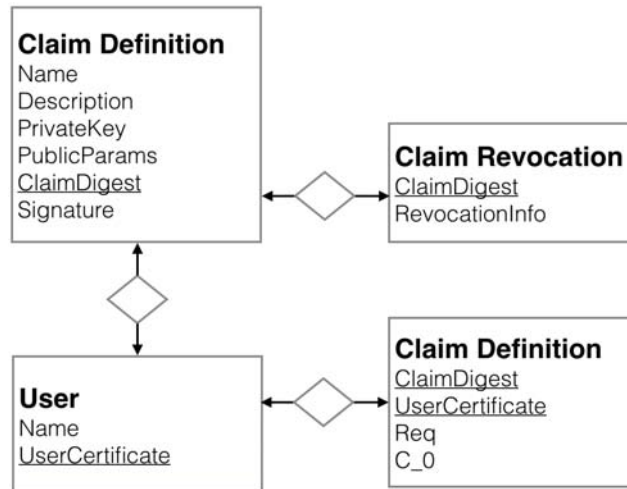 Claim Definition
Name
Description
PrivateKey
PublicParams
ClaimDigest
Signature
Claim Revocation
ClaimDigest
RevocationInfo
User
Name
UserCertificate
Claim Definition
ClaimDigest
UserCertificate
Req
C_0